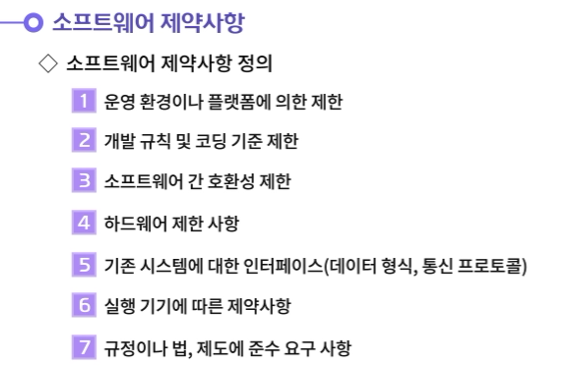 소프트웨어 제약사항
◇ 소프트웨어 제약사항 정의
1 운영 환경이나 플랫폼에 의한 제한
2 개발 규칙 및 코딩 기준 제한
3 소프트웨어 간 호환성 제한
4 하드웨어 제한 사항
5 기존 시스템에 대한 인터페이스(데이터 형식, 통신 프로토콜)
6 실행 기기에 따른 제약사항
7 규정이나 법, 제도에 준수 요구 사항